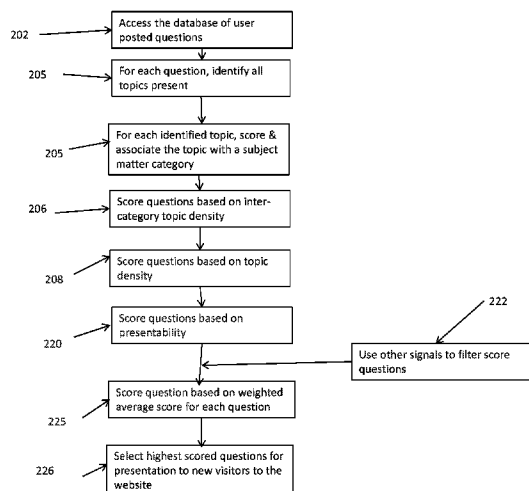 202
Access the database of user
posted questions
205
For each question, identify all
topics present
205
For each identified topic, score &
associate the topic with a subject
matter category
206
Score questions based on inter-
category topic density
208
Score questions based on topic
density
220
Score questions based on
presentability
222
Use other signals to filter score
questions
225
Score question based on weighted
average score for each question
226
Select highest scored questions for
presentation to new visitors to the
website